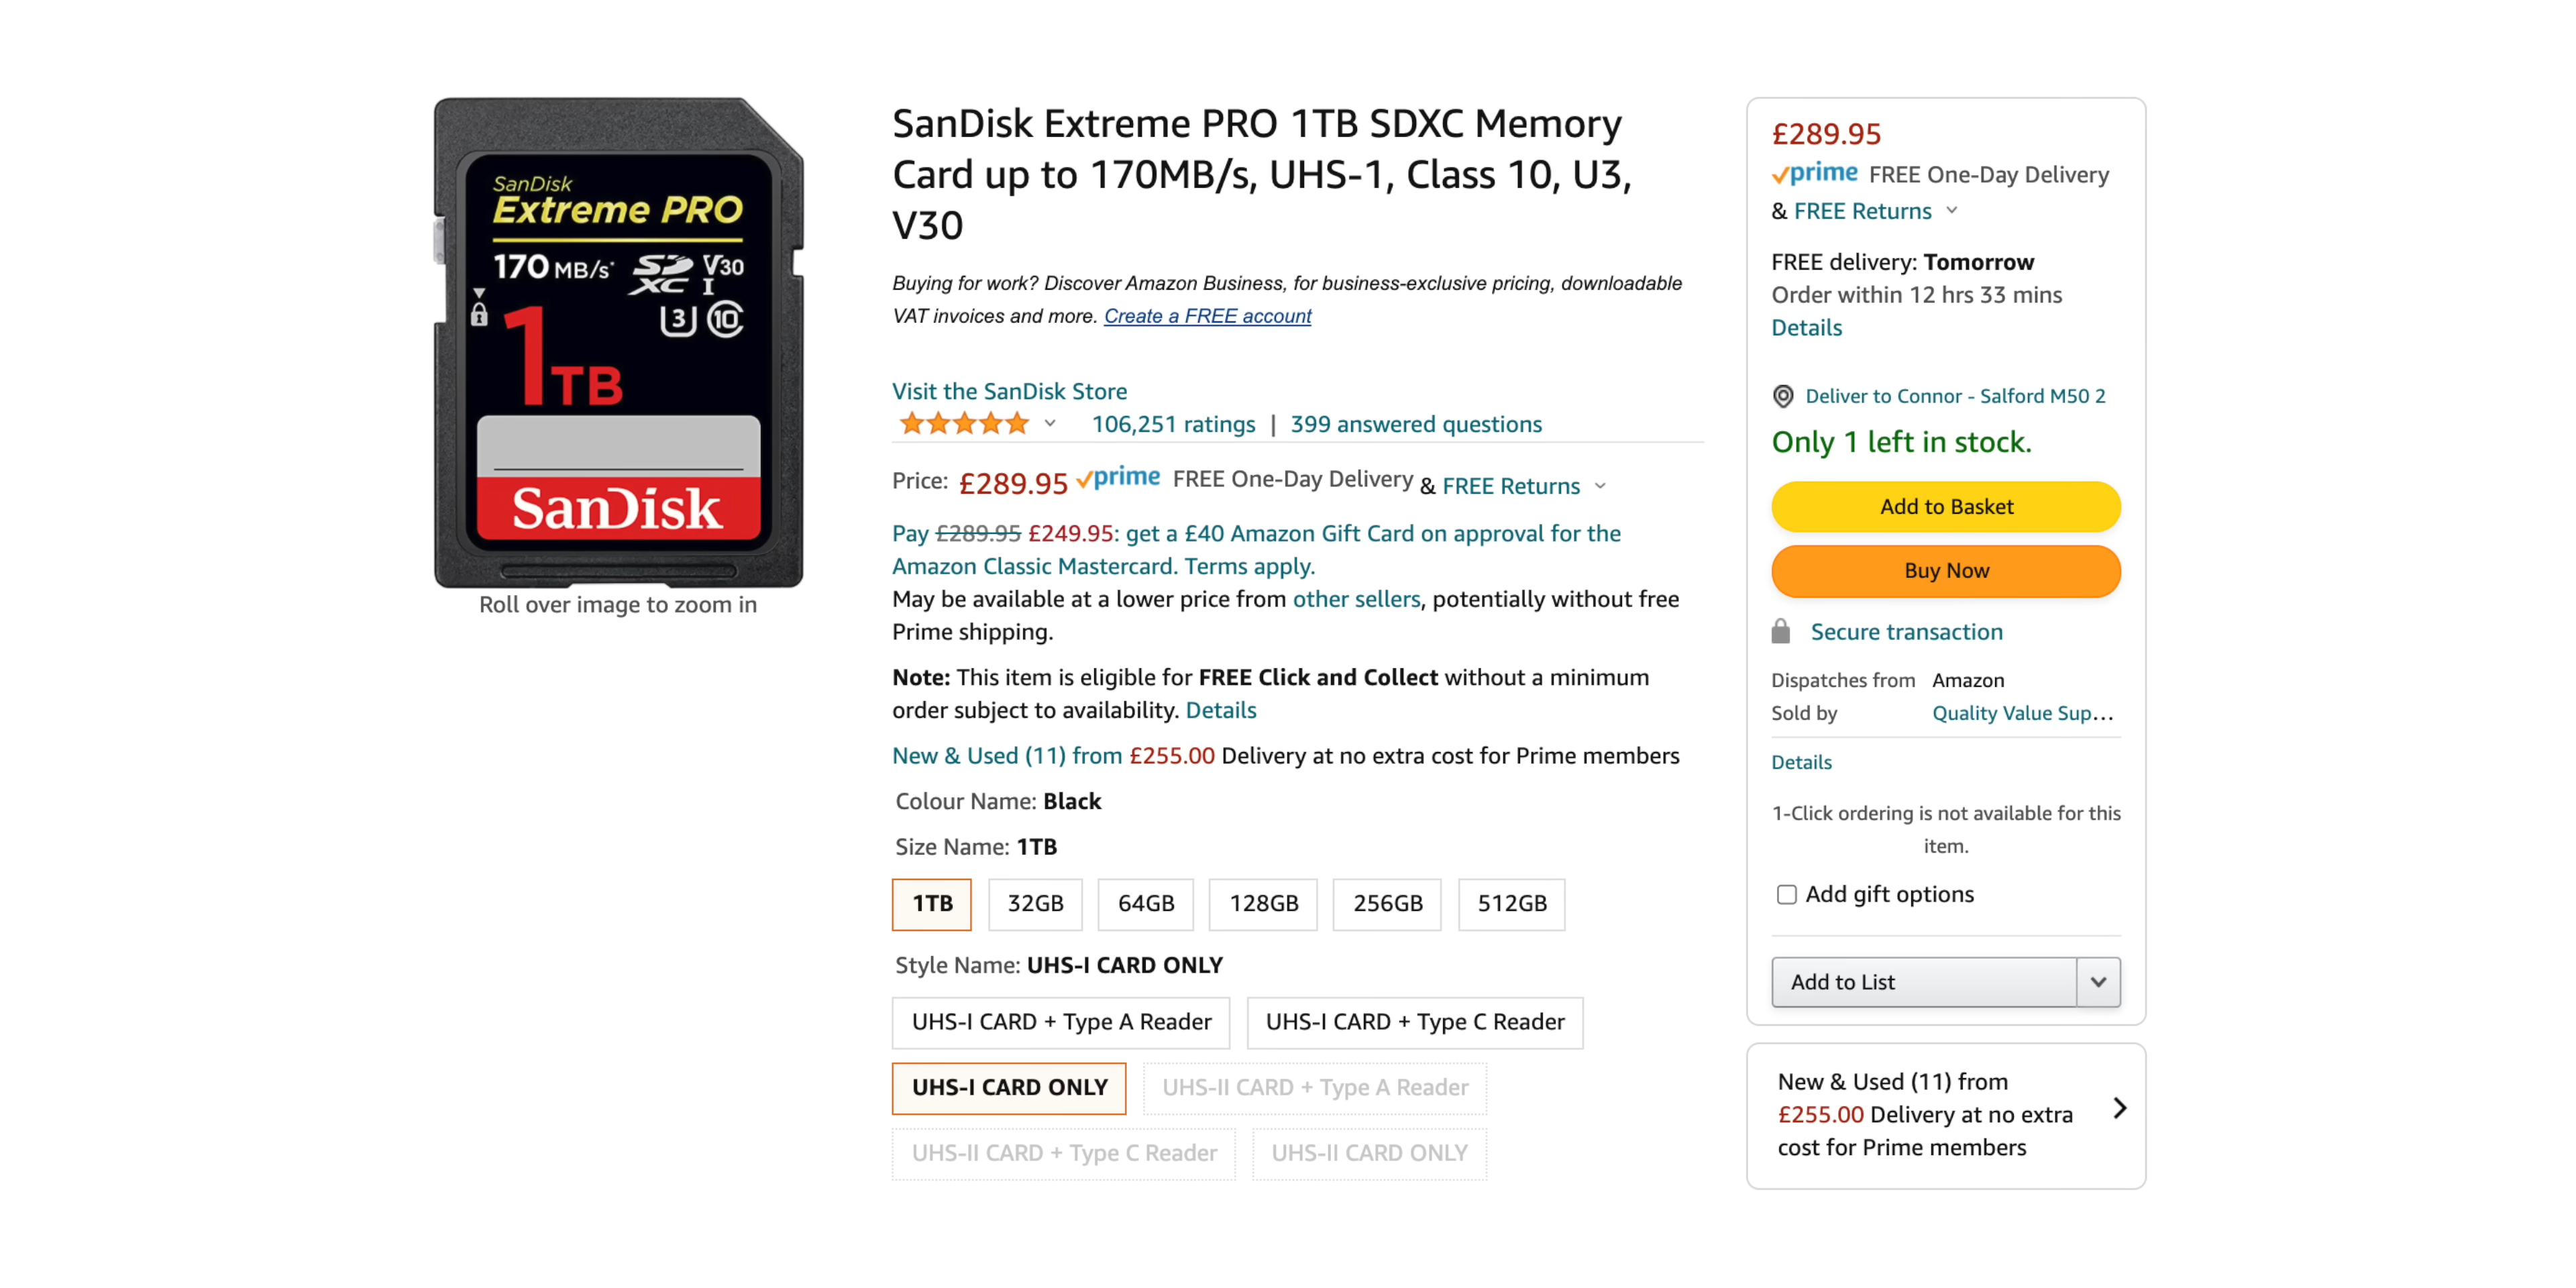 SanDisk
Extreme PRO
170 MB/s*
SD XC I V30
U3 C10
1TB
SanDisk
Roll over image to zoom in
SanDisk Extreme PRO 1TB SDXC Memory
Card up to 170MB/s, UHS-1, Class 10, U3,
V30
Buying for work? Discover Amazon Business, for business-exclusive pricing, downloadable
VAT invoices and more. Create a FREE account
Visit the SanDisk Store
106,251 ratings | 399 answered questions
Price: £289.95 prime FREE One-Day Delivery & FREE Returns
Pay £289.95 £249.95: get a £40 Amazon Gift Card on approval for the
Amazon Classic Mastercard. Terms apply.
May be available at a lower price from other sellers, potentially without free
Prime shipping.
Note: This item is eligible for FREE Click and Collect without a minimum
order subject to availability. Details
New & Used (11) from £255.00 Delivery at no extra cost for Prime members
Colour Name: Black
Size Name: 1TB
1TB 32GB 64GB 128GB 256GB 512GB
Style Name: UHS-I CARD ONLY
UHS-I CARD + Type A Reader UHS-I CARD + Type C Reader
UHS-I CARD ONLY UHS-II CARD + Type A Reader
UHS-II CARD + Type C Reader UHS-II CARD ONLY
£289.95
prime FREE One-Day Delivery
& FREE Returns
FREE delivery: Tomorrow
Order within 12 hrs 33 mins
Details
Deliver to Connor - Salford M50 2
Only 1 left in stock.
Add to Basket
Buy Now
Secure transaction
Dispatches from Amazon
Sold by Quality Value Sup...
Details
1-Click ordering is not available for this
item.
Add gift options
Add to List
New & Used (11) from
£255.00 Delivery at no extra
cost for Prime members